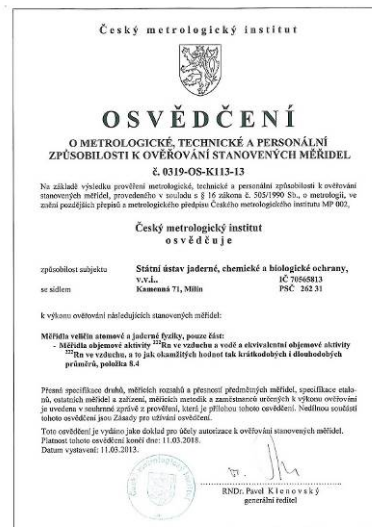 Český metrologický institut
OSVĚDČENÍ
O METROLOGICKÉ, TECHNICKÉ A PERSONÁLNÍ
ZPŮSOBILOSTI K OVĚŘOVÁNÍ STANOVENÝCH MĚŘIDEL
č. 0319-OS-K113-13
Na základě výsledku prověření metrologické, technické a personální způsobilosti k ověřování
stanovených měřidel, provedeného v souladu s § 16 zákona č. 505/1990 Sb., o metrologii, ve
znění pozdějších předpisů a metrologického předpisu Českého metrologického institutu MP 002,
Český metrologický institut
osvědčuje
způsobilost subjektu Státní ústav jaderné, chemické a biologické ochrany,
v.v.i., IČ 70565813
se sídlem Kamenná 71, Milín PSČ 262 31
k výkonu ověřování následujících stanovených měřidel:
Měřidla veličin atomové a jaderné fyziky, pouze část:
- Měřidla objemové aktivity ²²²Rn ve vzduchu a vodě a ekvivalentní objemové aktivity
²²²Rn ve vzduchu, a to jak okamžitých hodnot tak krátkodobých i dlouhodobých
průměrů, položka 8.4
Přesná specifikace druhů, měřicích rozsahů a přesností předmětných měřidel, specifikace etalo-
nů, ostatních měřidel a zařízení, měřicích metodik a zaměstnanců určených k výkonu ověřování
je uvedena v souhrnné zprávě z prověření, která je přílohou tohoto osvědčení. Nedílnou součástí
tohoto osvědčení jsou Zásady pro užívání osvědčení.
Toto osvědčení je vydáno jako doklad pro účely autorizace k ověřování stanovených měřidel.
Platnost tohoto osvědčení končí dne: 11.03.2018.
Datum vystavení: 11.03.2013.
RNDr. Pavel Klenovský
generální ředitel